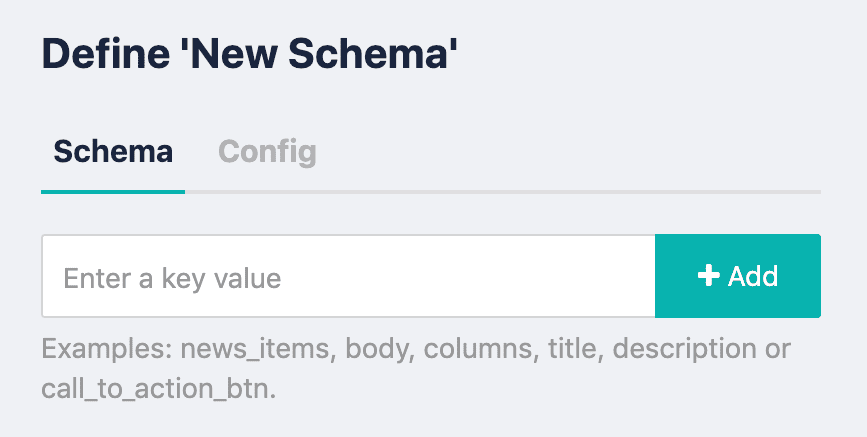 Define 'New Schema'
Schema Config
Enter a key value
+ Add
Examples: news_items, body, columns, title, description or
call_to_action_btn.